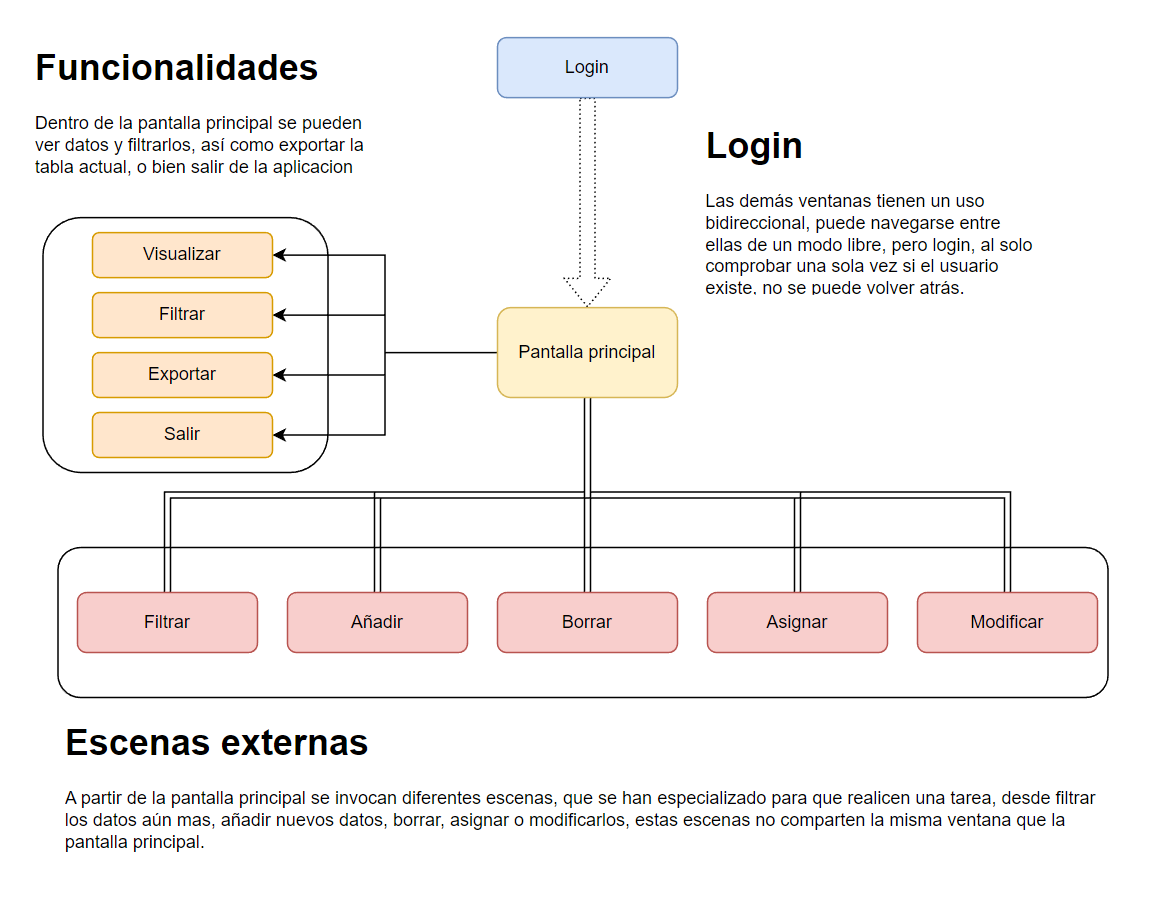 Funcionalidades
Dentro de la pantalla principal se pueden
ver datos y filtrarlos, así como exportar la
tabla actual, o bien salir de la aplicacion
Login
Login
Las demás ventanas tienen un uso
bidireccional, puede navegarse entre
ellas de un modo libre, pero login, al solo
comprobar una sola vez si el usuario
existe, no se puede volver atrás.
Visualizar
Filtrar
Exportar
Salir
Pantalla principal
Filtrar
Añadir
Borrar
Asignar
Modificar
Escenas externas
A partir de la pantalla principal se invocan diferentes escenas, que se han especializado para que realicen una tarea, desde filtrar
los datos aún mas, añadir nuevos datos, borrar, asignar o modificarlos, estas escenas no comparten la misma ventana que la
pantalla principal.